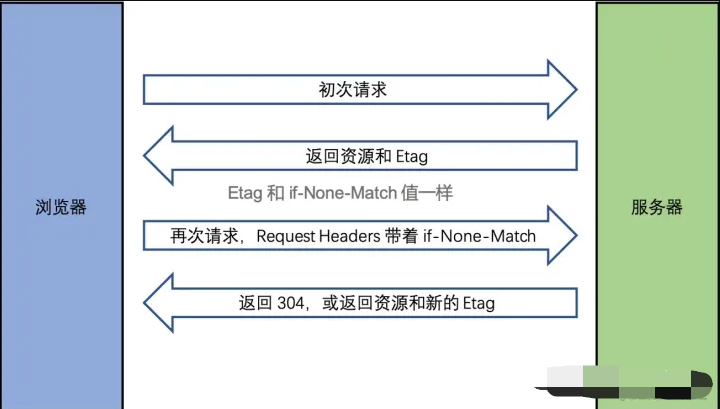 初次请求
返回资源和 Etag
Etag 和 if-None-Match 值一样
浏览器
服务器
再次请求，Request Headers 带着 if-None-Match
返回 304，或返回资源和新的 Etag